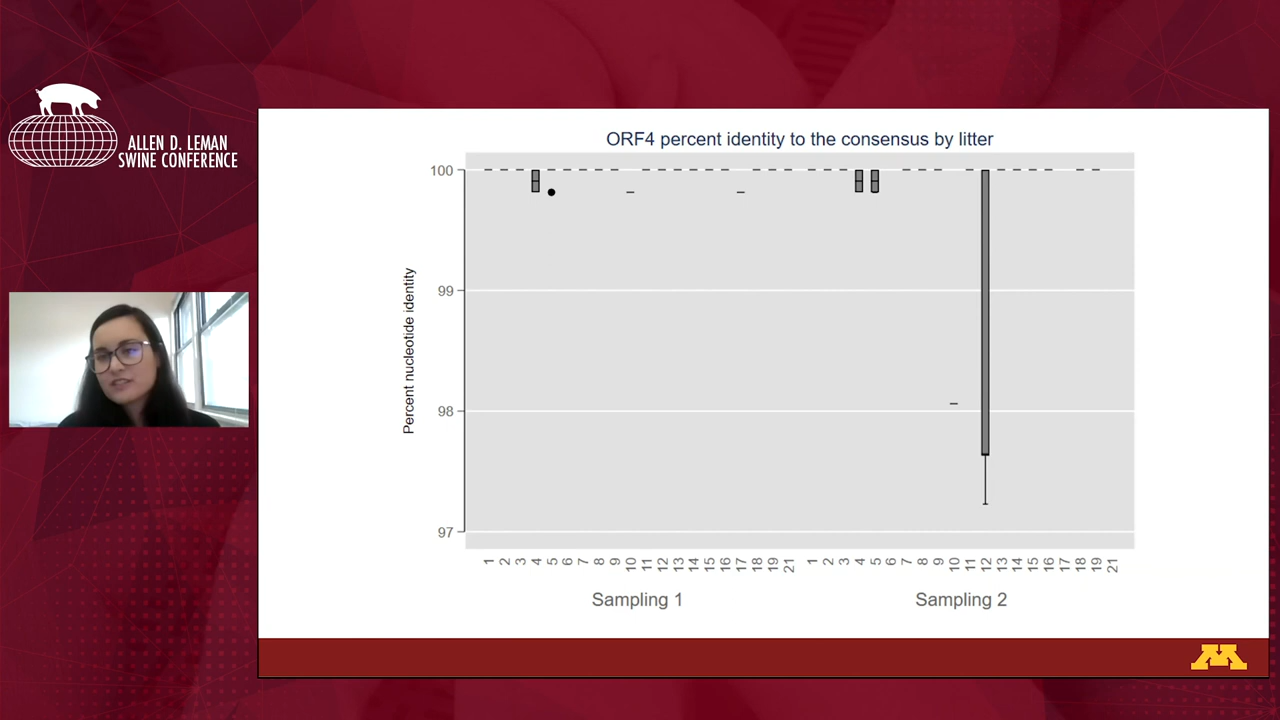 ALLEN D. LEMAN
SWINE CONFERENCE
ORF4 percent identity to the consensus by litter
Percent nucleotide identity
100
99
98
97
1 2 3 4 5 6 7 8 9 10 11 12 13 14 15 16 17 18 19 21 1 2 3 4 5 6 7 8 9 10 11 12 13 14 15 16 17 18 19 21
Sampling 1 Sampling 2
M